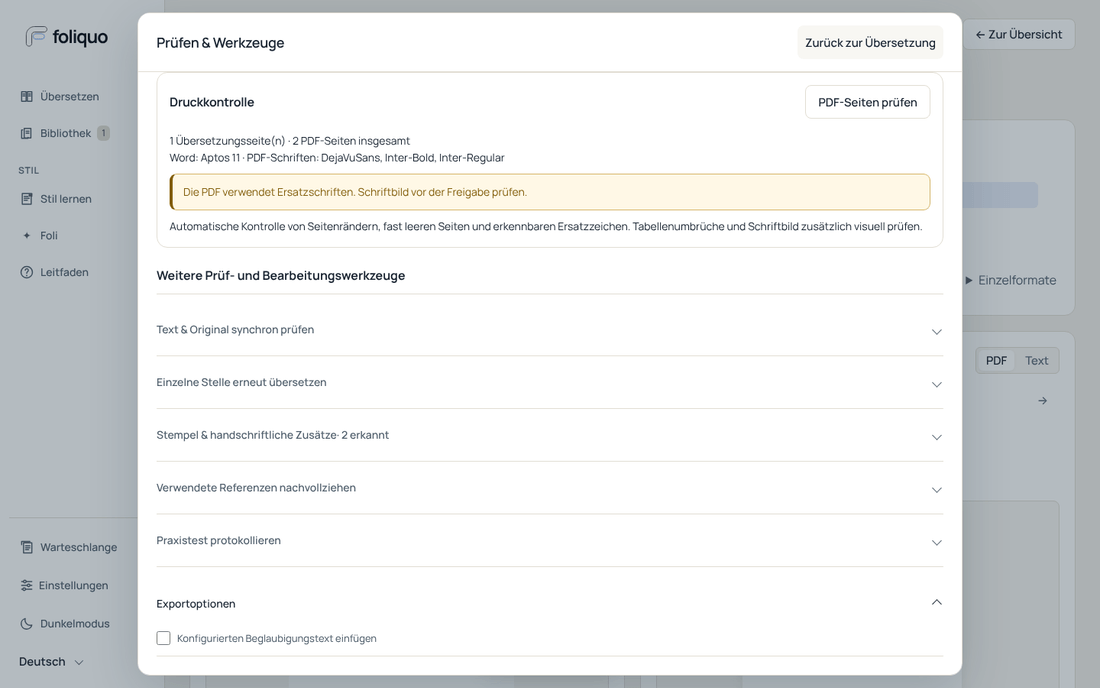 foliquo
Übersetzen
Bibliothek 1
STIL
Stil lernen
Foli
Leitfaden
Warteschlange
Einstellungen
Dunkelmodus
Deutsch
Prüfen & Werkzeuge
Zurück zur Übersetzung
Druckkontrolle
PDF-Seiten prüfen
1 Übersetzungsseite(n) · 2 PDF-Seiten insgesamt
Word: Aptos 11 · PDF-Schriften: DejaVuSans, Inter-Bold, Inter-Regular
Die PDF verwendet Ersatzschriften. Schriftbild vor der Freigabe prüfen.
Automatische Kontrolle von Seitenrändern, fast leeren Seiten und erkennbaren Ersatzzeichen. Tabellenumbrüche und Schriftbild zusätzlich visuell prüfen.
Weitere Prüf- und Bearbeitungswerkzeuge
Text & Original synchron prüfen
Einzelne Stelle erneut übersetzen
Stempel & handschriftliche Zusätze· 2 erkannt
Verwendete Referenzen nachvollziehen
Praxistest protokollieren
Exportoptionen
Konfigurierten Beglaubigungstext einfügen
← Zur Übersicht
▶ Einzelformate
PDF Text
→